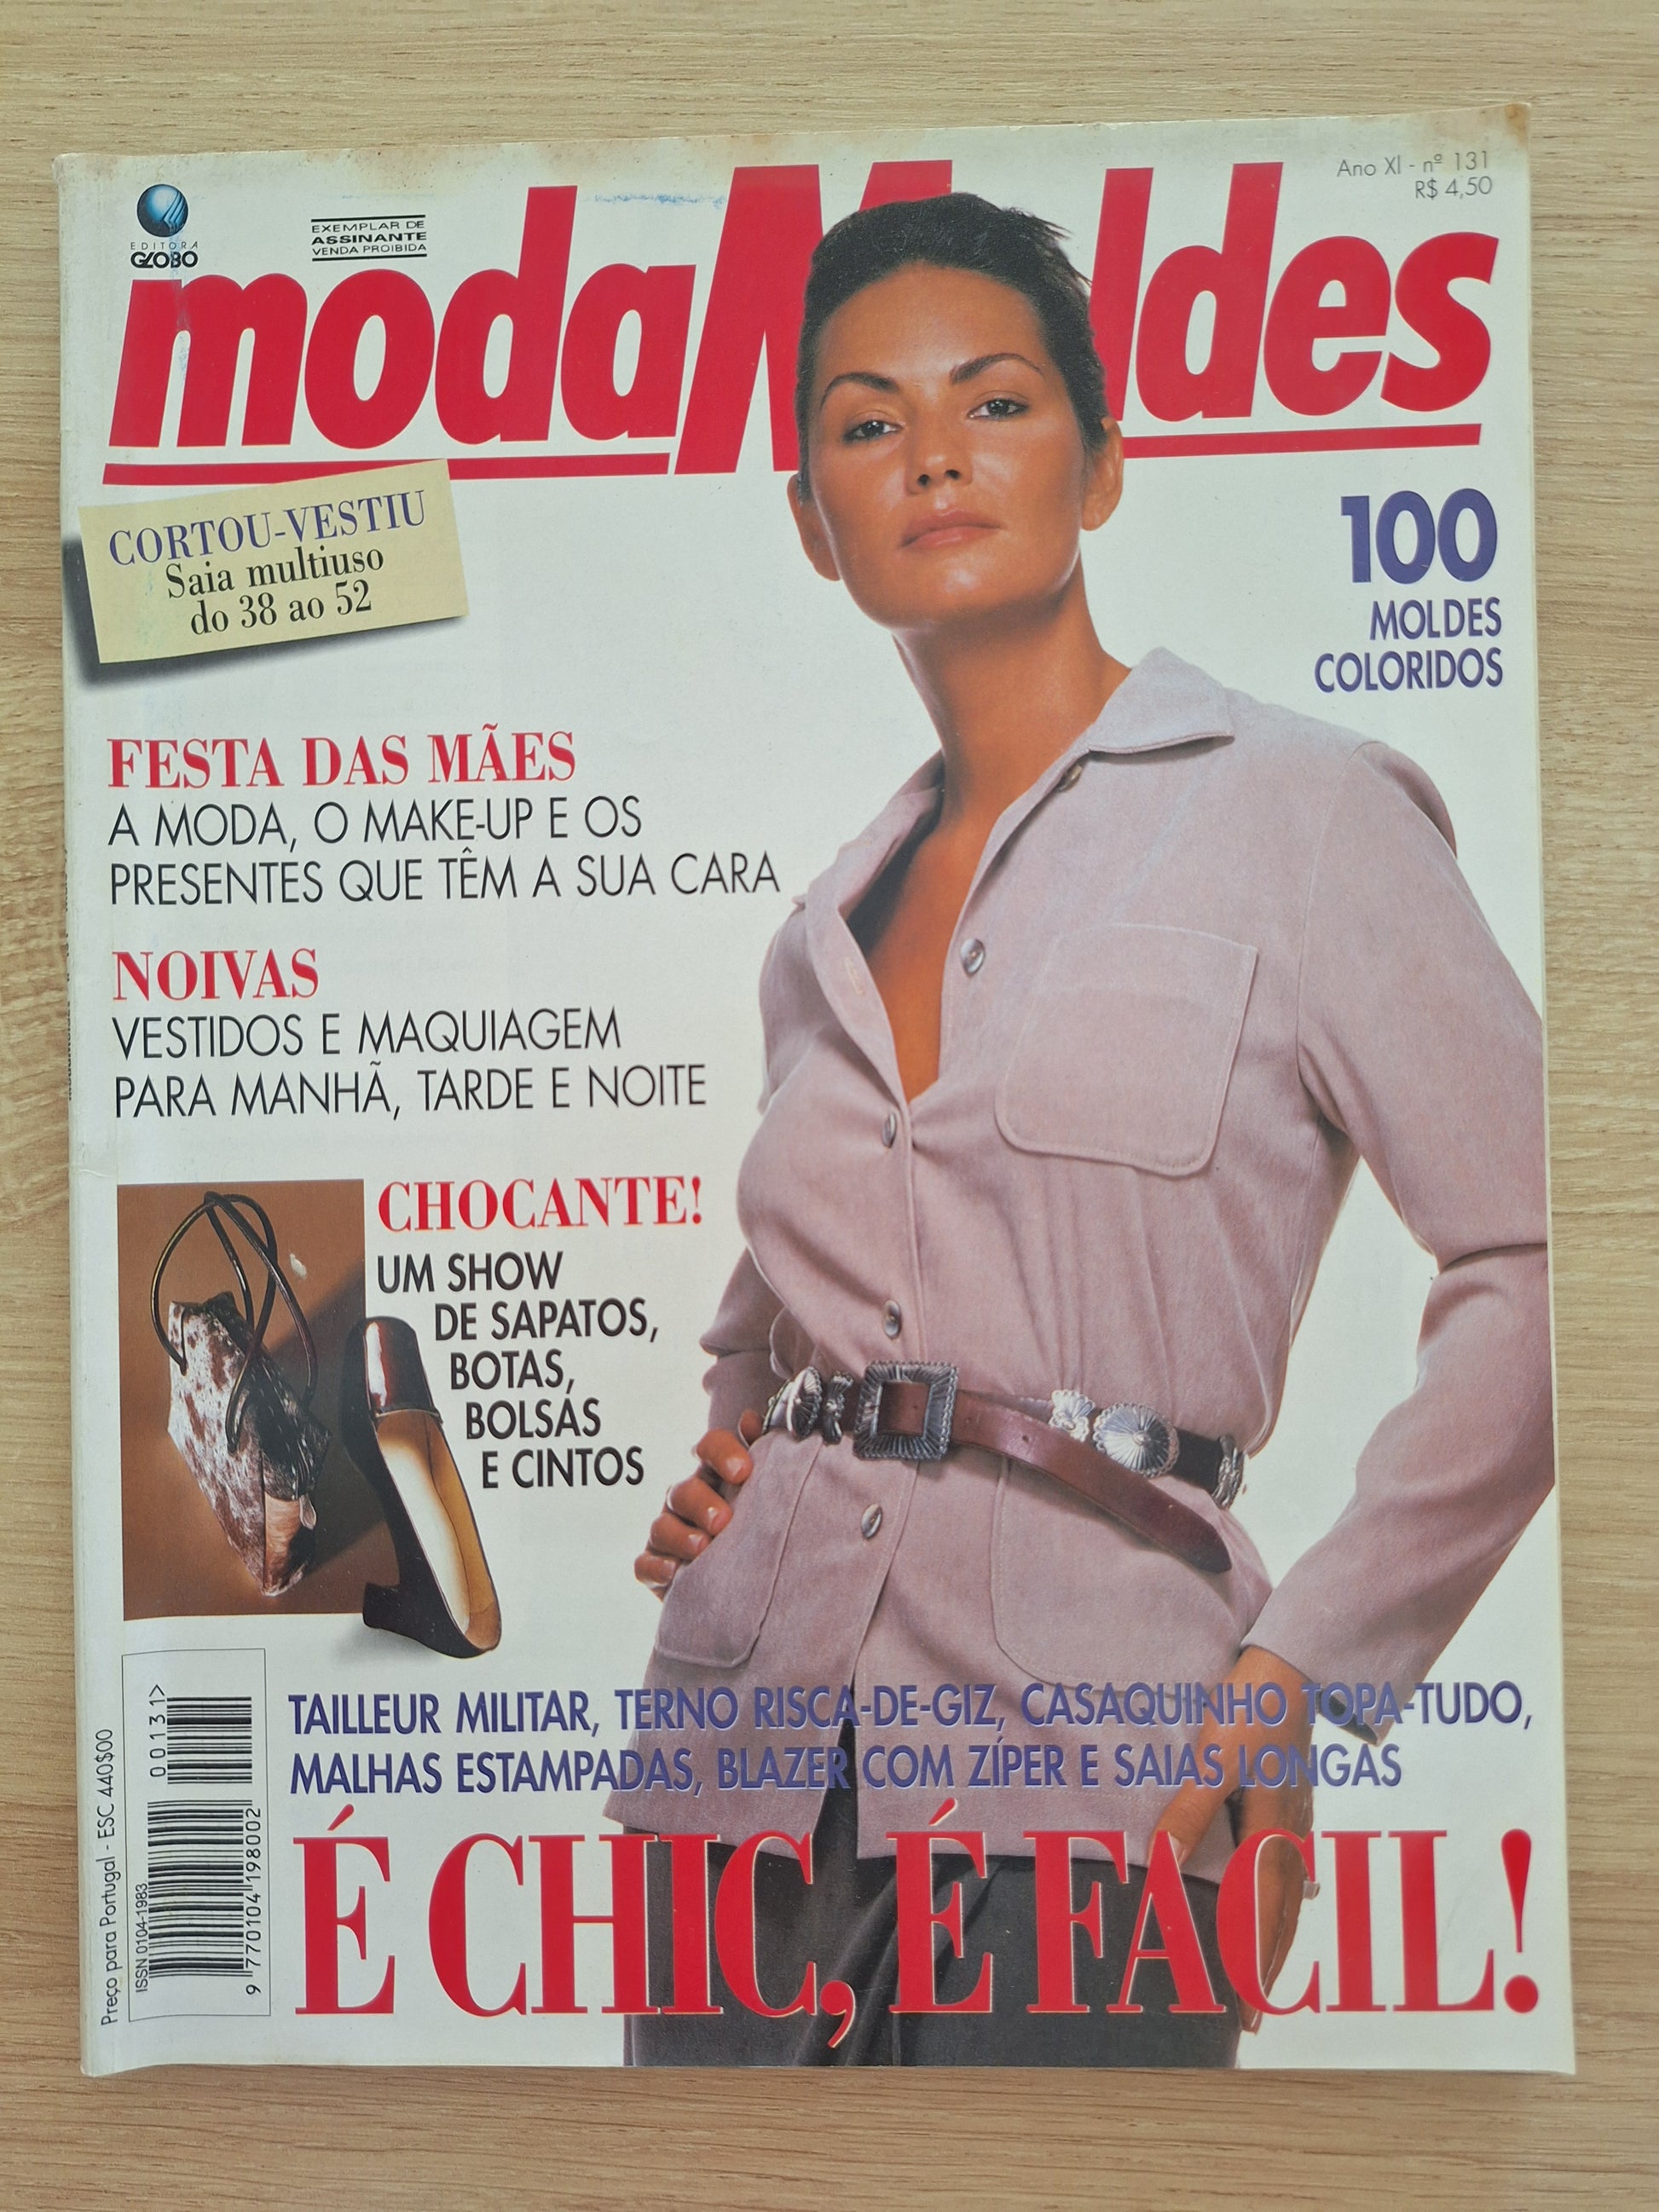 Ano XI - nº 131
R$ 4,50
EDITORA
GLOBO
EXEMPLAR DE
ASSINANTE
VENDA PROIBIDA
modaM ldes
CORTOU-VESTIU
Saia multiuso
do 38 ao 52
100
MOLDES
COLORIDOS
FESTA DAS MÃES
A MODA, O MAKE-UP E OS
PRESENTES QUE TÊM A SUA CARA
NOIVAS
VESTIDOS E MAQUIAGEM
PARA MANHÃ, TARDE E NOITE
CHOCANTE!
UM SHOW
DE SAPATOS,
BOTAS,
BOLSAS
E CINTOS
TAILLEUR MILITAR, TERNO RISCA-DE-GIZ, CASAQUINHO TOPA-TUDO,
MALHAS ESTAMPADAS, BLAZER COM ZÍPER E SAIAS LONGAS
É CHIC, É FACIL!
Preço para Portugal - ESC 440$00
ISSN 0104-1983
9 770104 198002
00131>